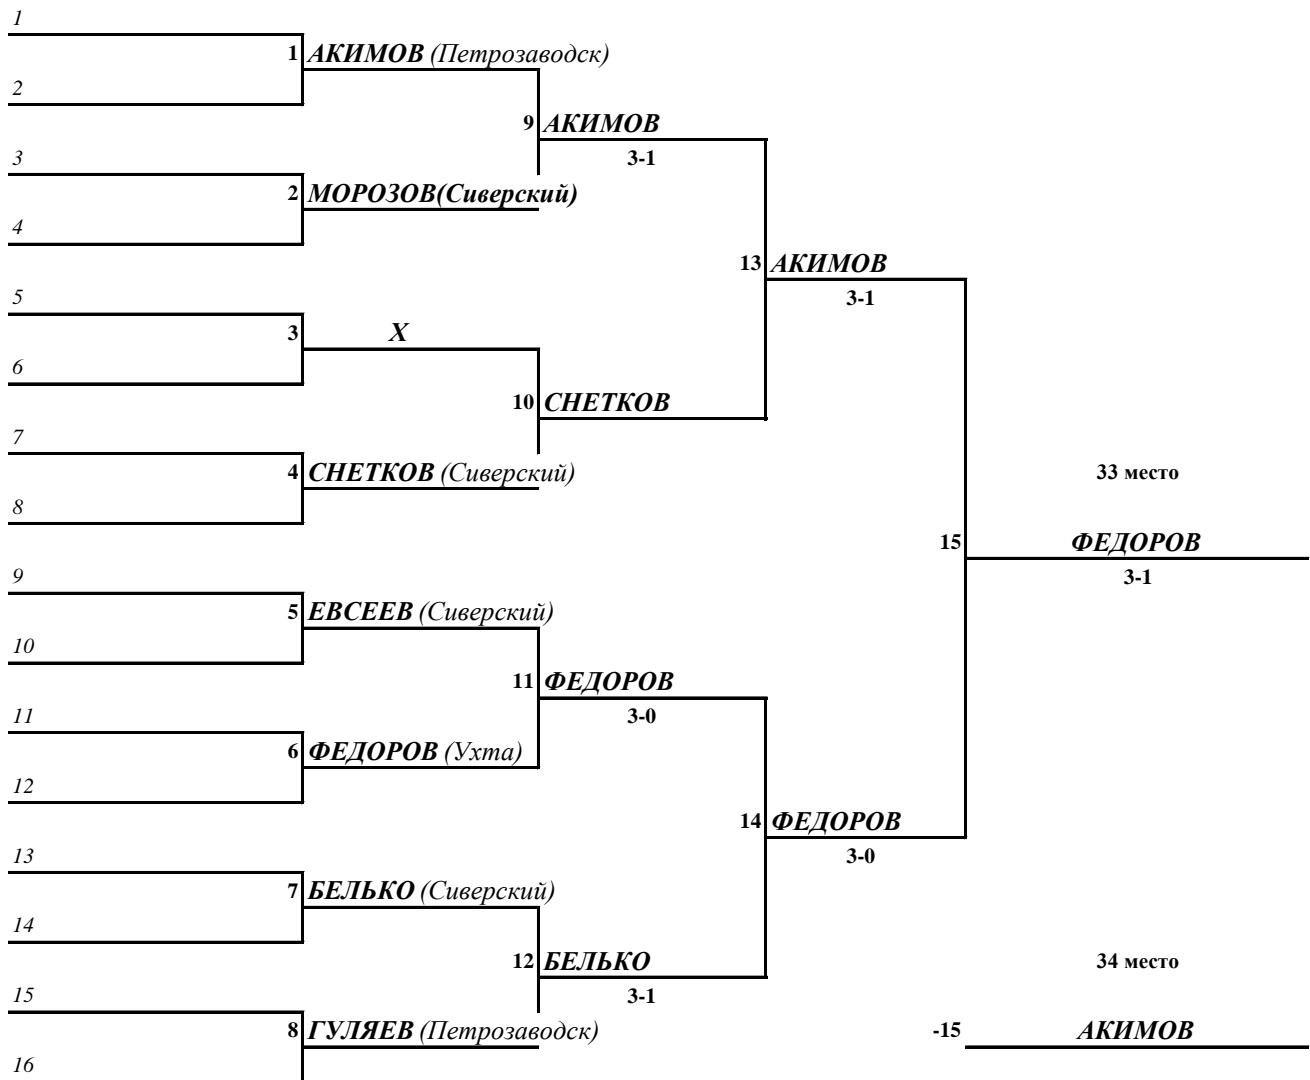 1
1 АКИМОВ (Петрозаводск)
2
9 АКИМОВ
3-1
3
2 МОРОЗОВ(Сиверский)
4
13 АКИМОВ
3-1
5
3 X
6
10 СНЕТКОВ
7
4 СНЕТКОВ (Сиверский)
33 место
8
15 ФЕДОРОВ
3-1
9
5 ЕВСЕЕВ (Сиверский)
10
11 ФЕДОРОВ
3-0
11
6 ФЕДОРОВ (Ухта)
12
14 ФЕДОРОВ
3-0
13
7 БЕЛЬКО (Сиверский)
14
12 БЕЛЬКО
3-1
34 место
15
8 ГУЛЯЕВ (Петрозаводск)
-15 АКИМОВ
16